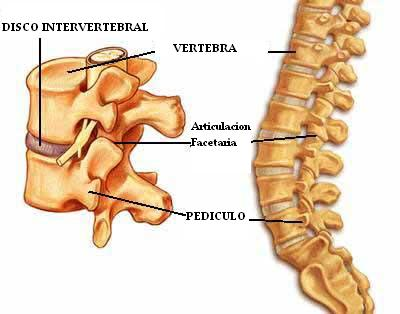 DISCO INTERVERTEBRAL
VERTEBRA
Articulacion
Facetaria
PEDICULO